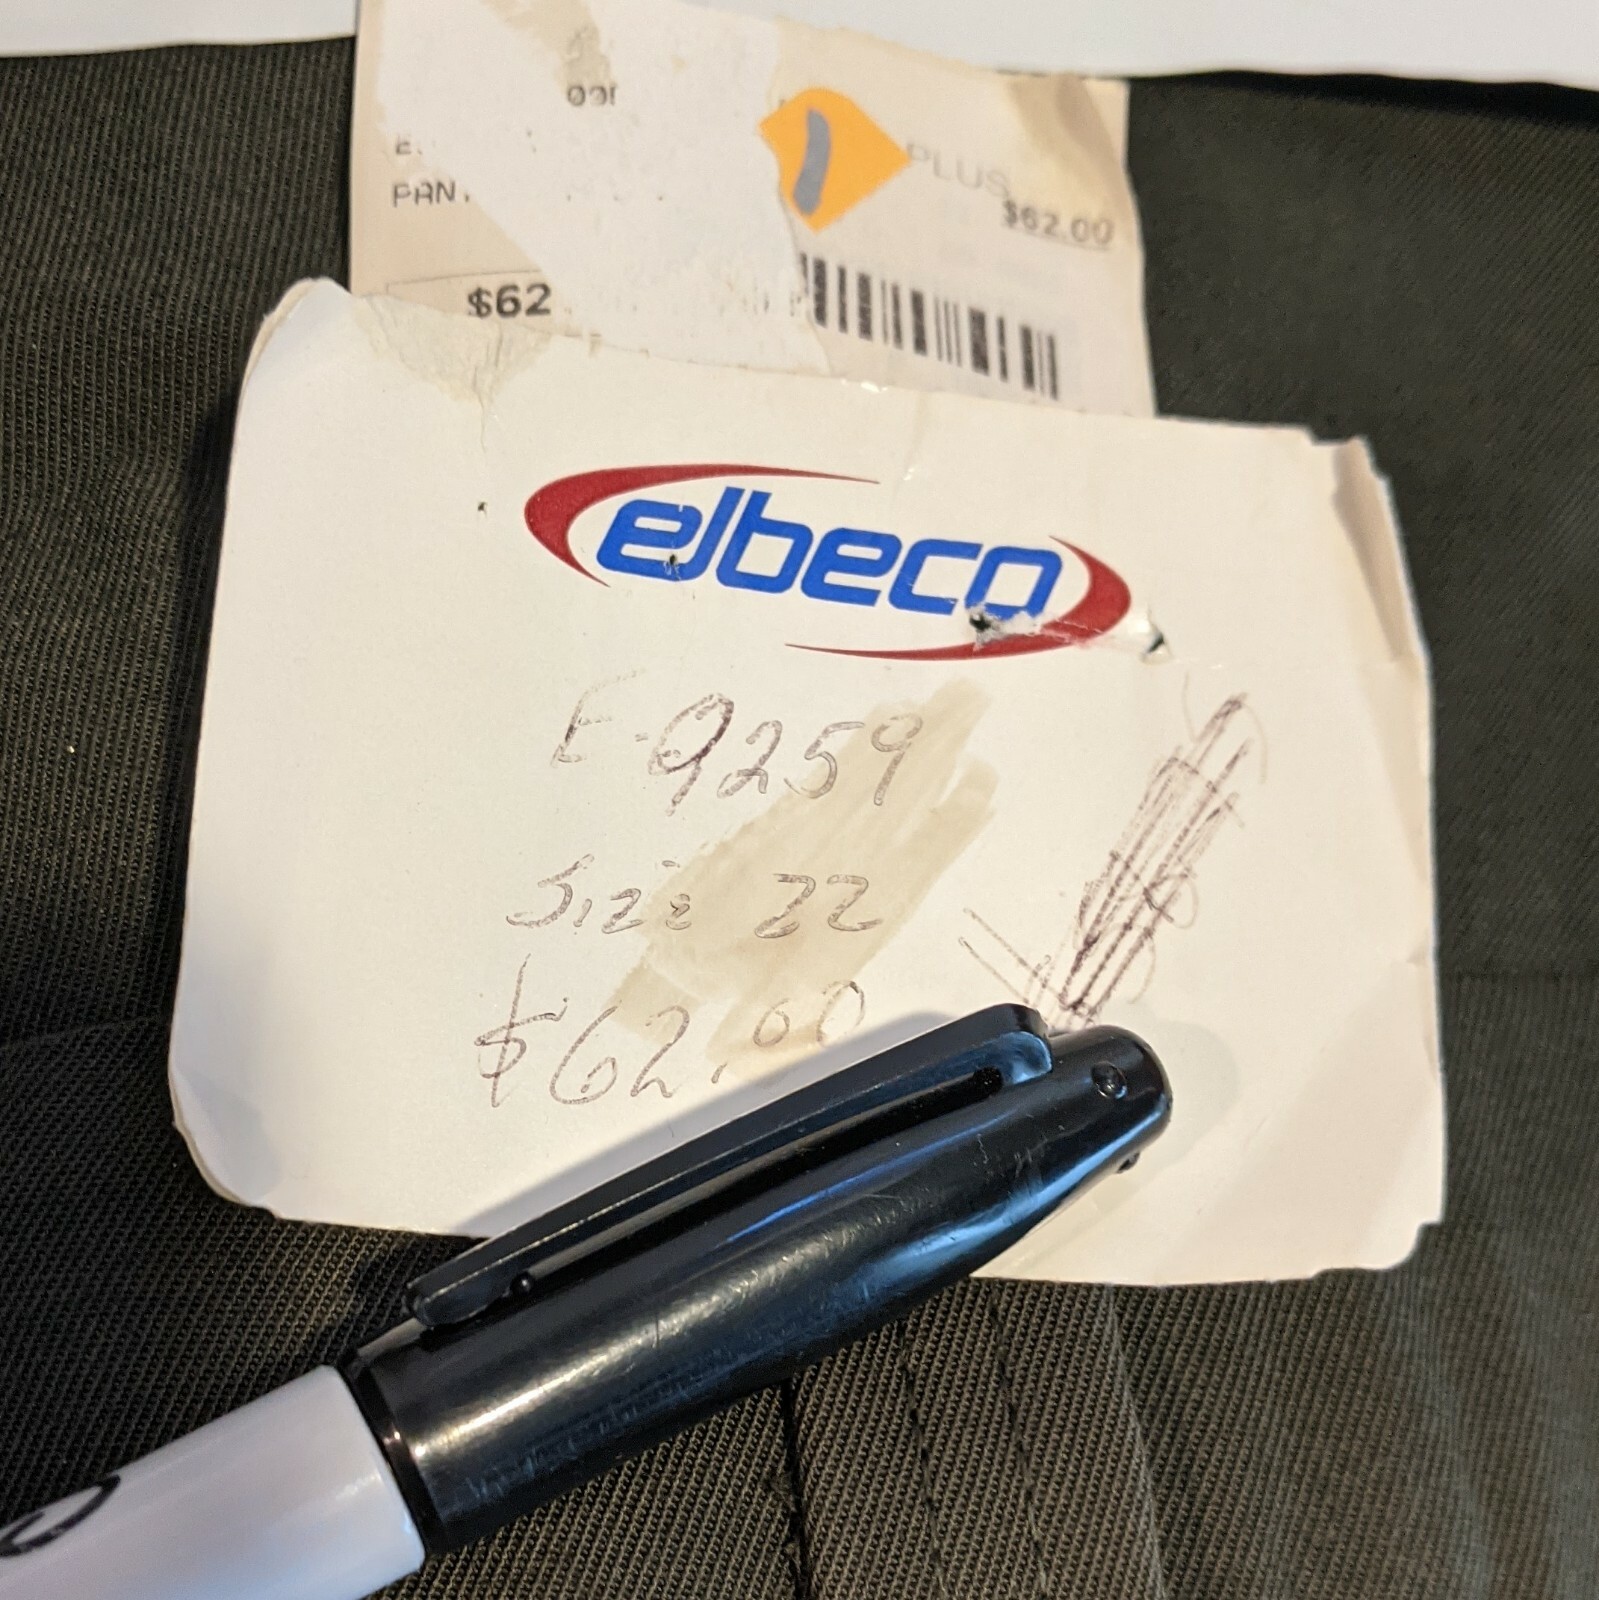 PLUS
PAN
$62.00
$62
elbeco
E-9259
Size 22
$62.00